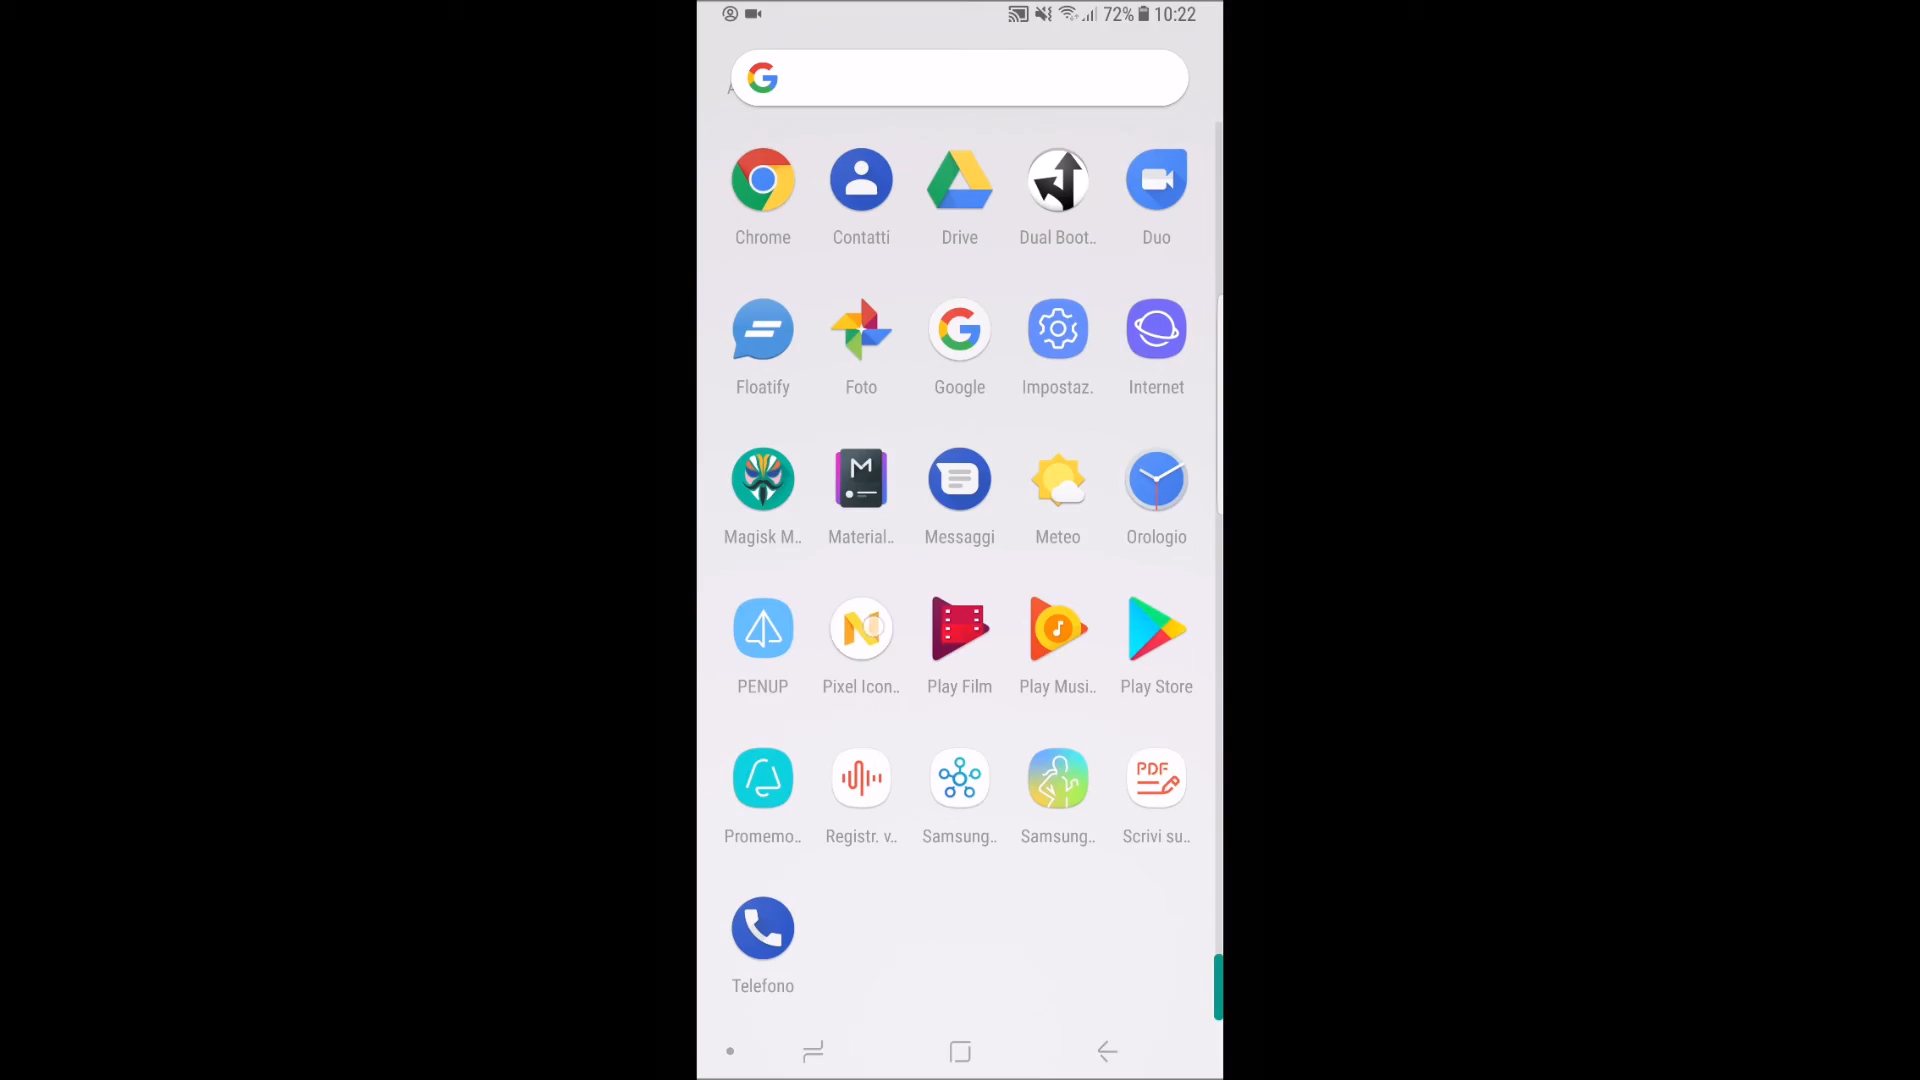 72% 10:22
Chrome Contatti Drive Dual Boot.. Duo
Floatify Foto Google Impostaz. Internet
M
Magisk M.. Material.. Messaggi Meteo Orologio
N
PENUP Pixel Icon.. Play Film Play Musi.. Play Store
PDF
Promemo.. Registr. v.. Samsung.. Samsung.. Scrivi su..
Telefono